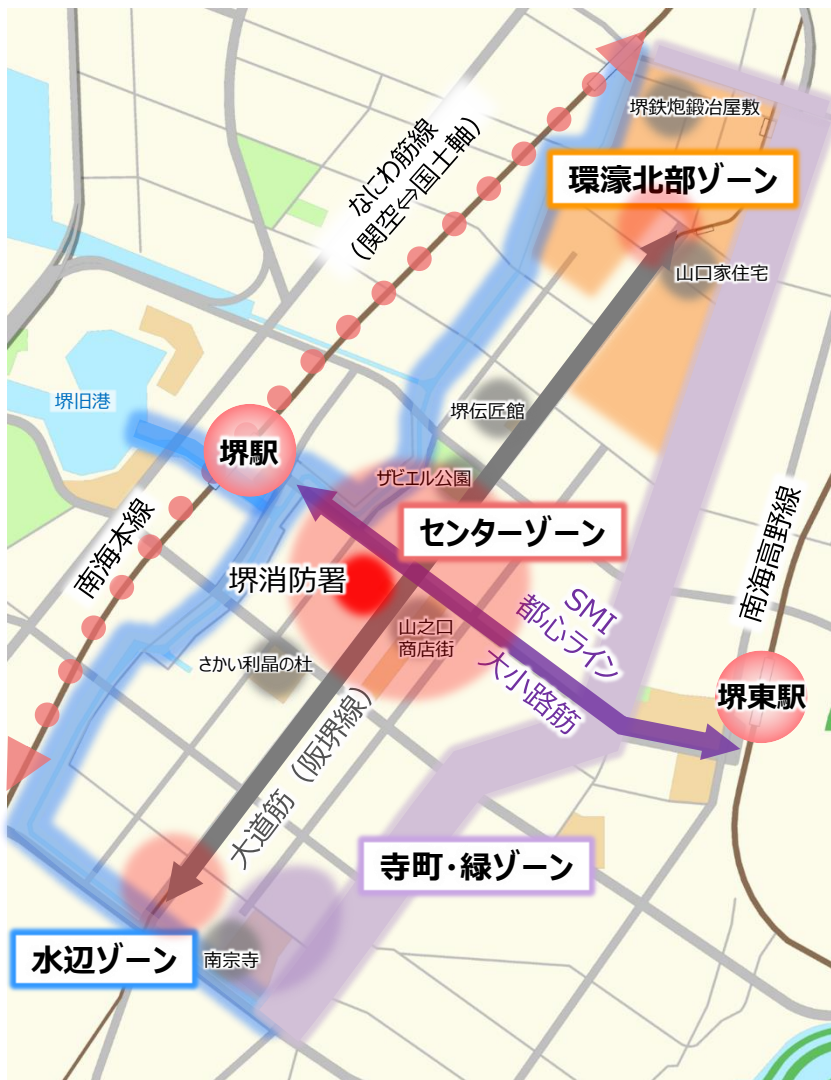 堺鉄炮鍛冶屋敷
環濠北部ゾーン
なにわ筋線
(関空⇔国土軸)
山口家住宅
堺旧港
堺伝匠館
堺駅
ザビエル公園
センターゾーン
南海本線
南海高野線
堺消防署
SMI
都心ライン
山之口
商店街
大小路筋
さかい利晶の杜
堺東駅
大道筋(阪堺線)
寺町・緑ゾーン
水辺ゾーン
南宗寺